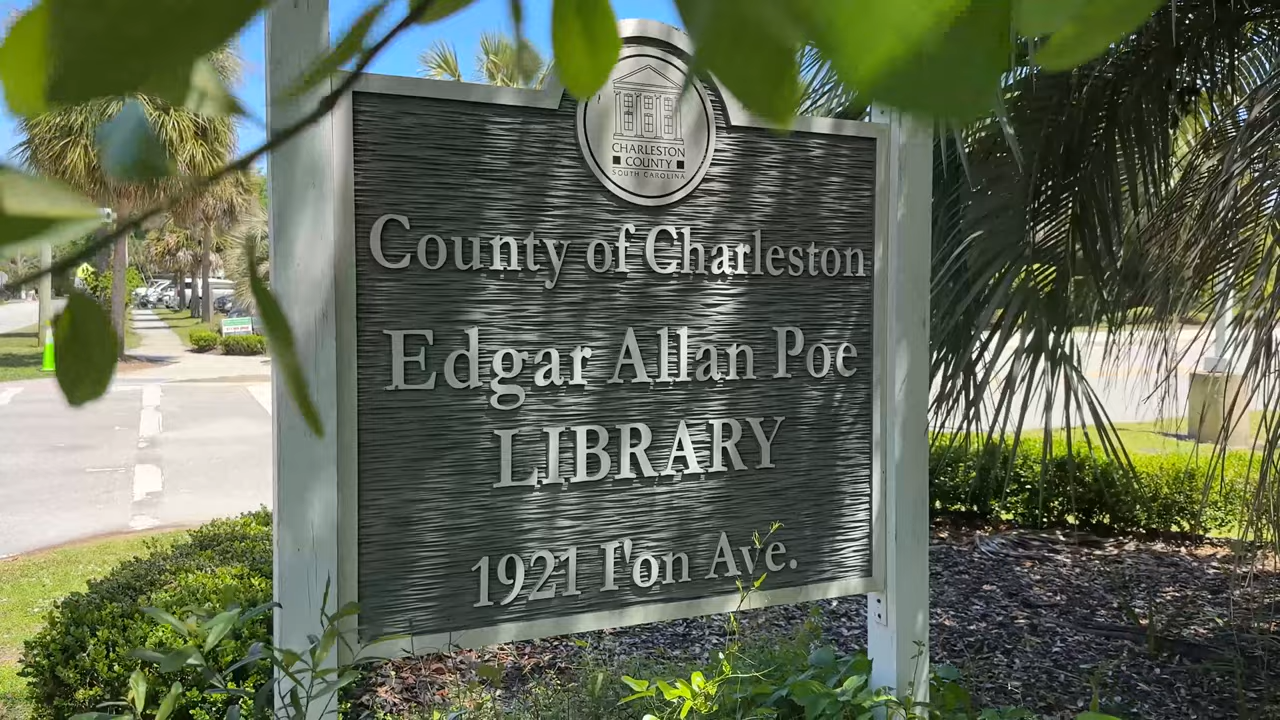 CHARLESTON
COUNTY
SOUTH CAROLINA
County of Charleston
Edgar Allan Poe
LIBRARY
1921 I'on Ave.